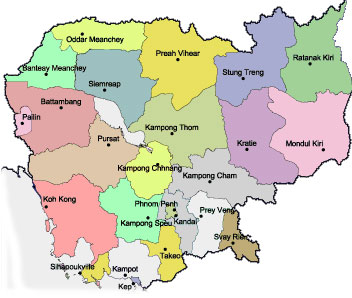 Oddar Meanchey
Preah Vihear
Ratanak Kiri
Banteay Meanchey
Stung Treng
Siemreap
Battambang
Pailin
Kampong Thom
Pursat
Kratie
Mondul Kiri
Kampong Chhnang
Kampong Cham
Koh Kong
Phnom Penh
Prey Veng
Kampong Speu
Kandal
Svay Rieng
Takeo
Sihanoukville
Kampot
Kep